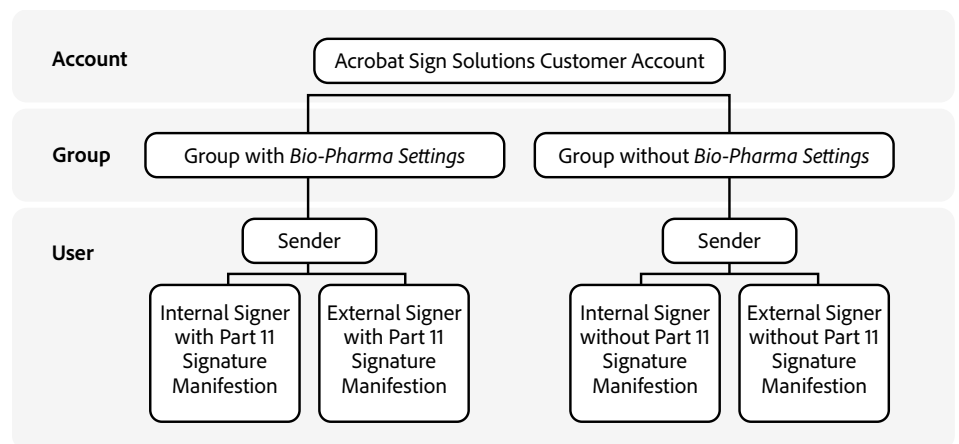 Account
Acrobat Sign Solutions Customer Account
Group
Group with Bio-Pharma Settings
Group without Bio-Pharma Settings
User
Sender
Sender
Internal Signer
with Part 11
Signature
Manifestion
External Signer
with Part 11
Signature
Manifestion
Internal Signer
without Part 11
Signature
Manifestion
External Signer
without Part 11
Signature
Manifestion